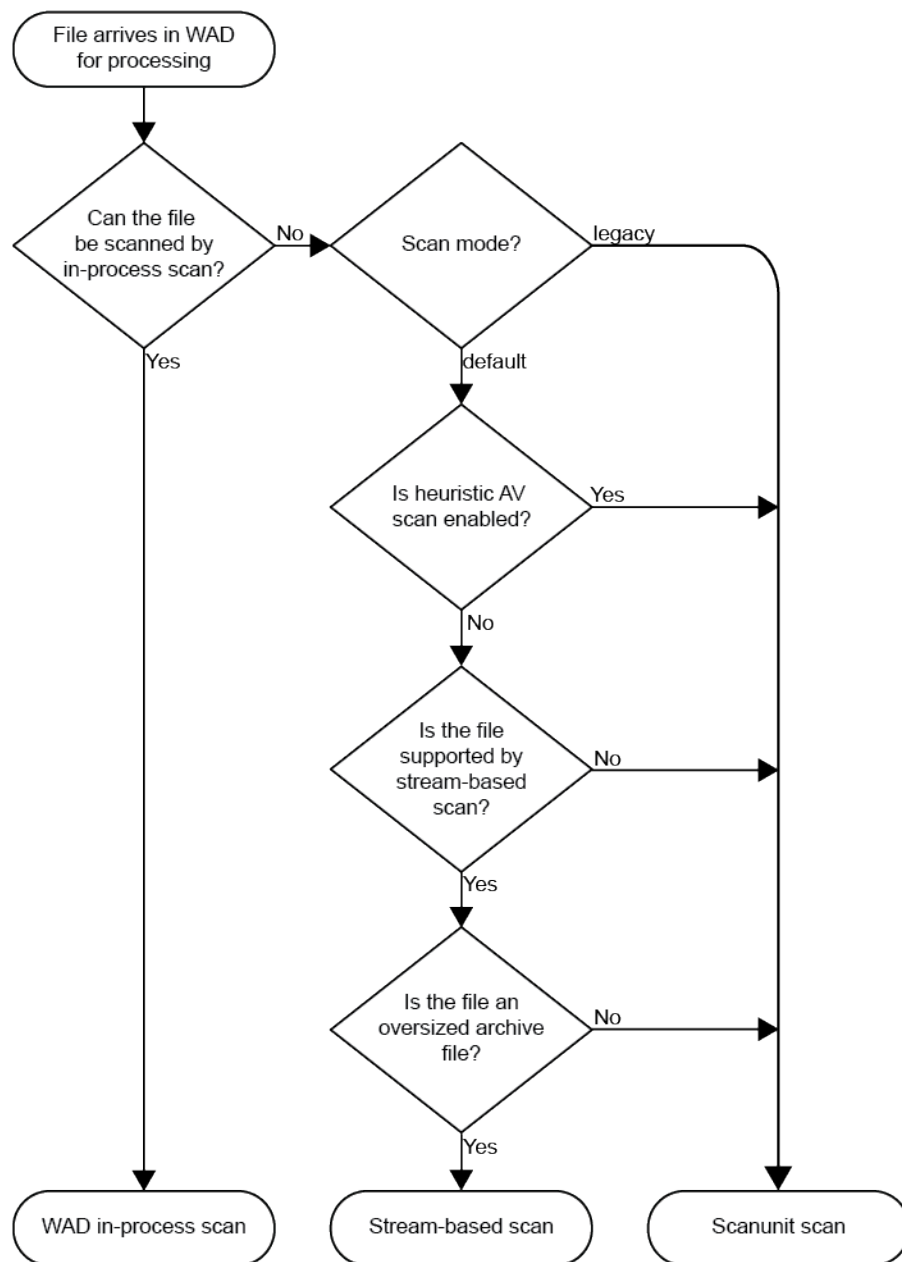 File arrives in WAD
for processing
Can the file
be scanned by
in-process scan?
No
Scan mode?
legacy
Yes
default
Is heuristic AV
scan enabled?
Yes
No
Is the file
supported by
stream-based
scan?
No
Yes
Is the file an
oversized archive
file?
No
Yes
WAD in-process scan
Stream-based scan
Scanunit scan